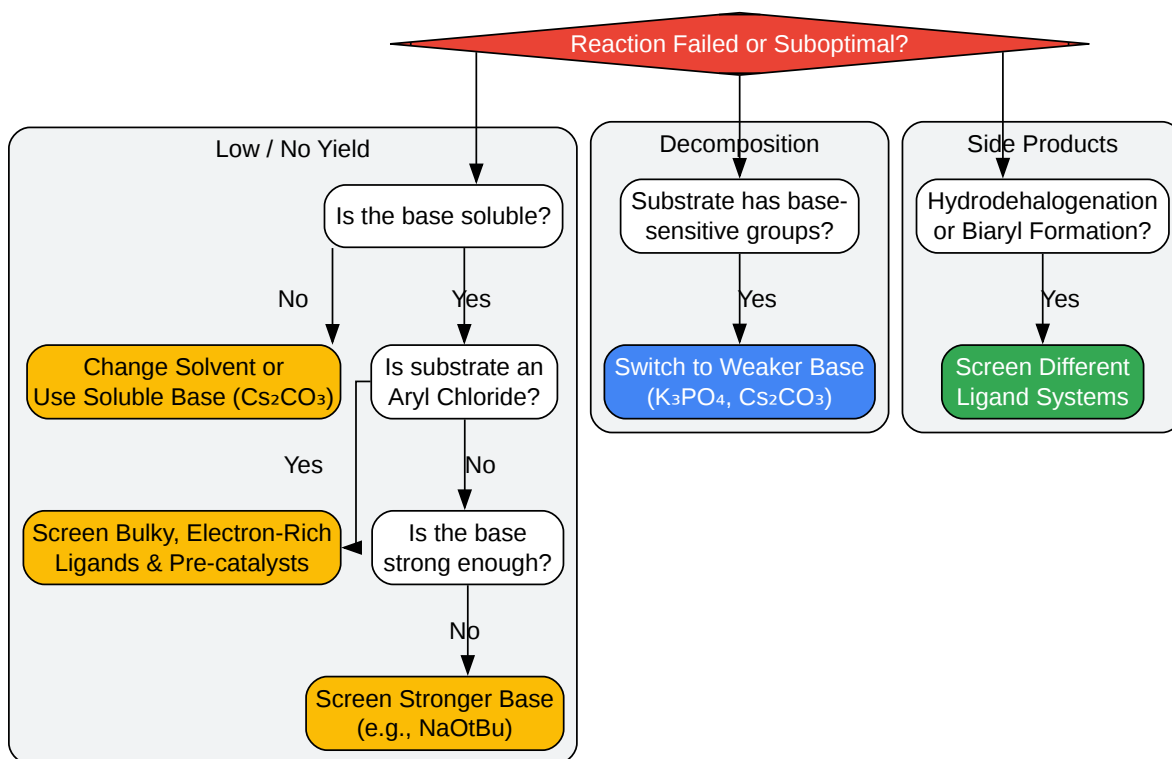 Reaction Failed or Suboptimal?
Low / No Yield
Is the base soluble?
No
Yes
Change Solvent or
Use Soluble Base (Cs₂CO₃)
Is substrate an
Aryl Chloride?
Yes
No
Screen Bulky, Electron-Rich
Ligands & Pre-catalysts
Is the base
strong enough?
No
Screen Stronger Base
(e.g., NaOtBu)
Decomposition
Substrate has base-
sensitive groups?
Yes
Switch to Weaker Base
(K₃PO₄, Cs₂CO₃)
Side Products
Hydrodehalogenation
or Biaryl Formation?
Yes
Screen Different
Ligand Systems